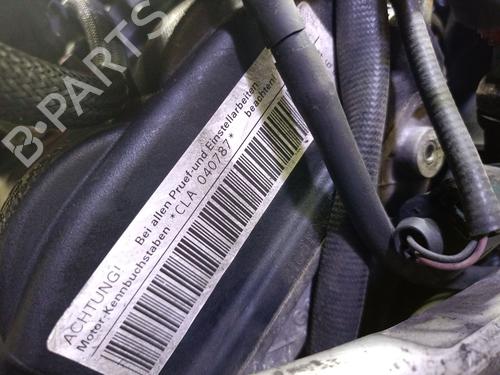 B-PARTS
ACHTUNG!
Bei allen Pruef-und Einstellarbeiten
beachten!
Motor-Kennbuchstaben *CLA 040787*